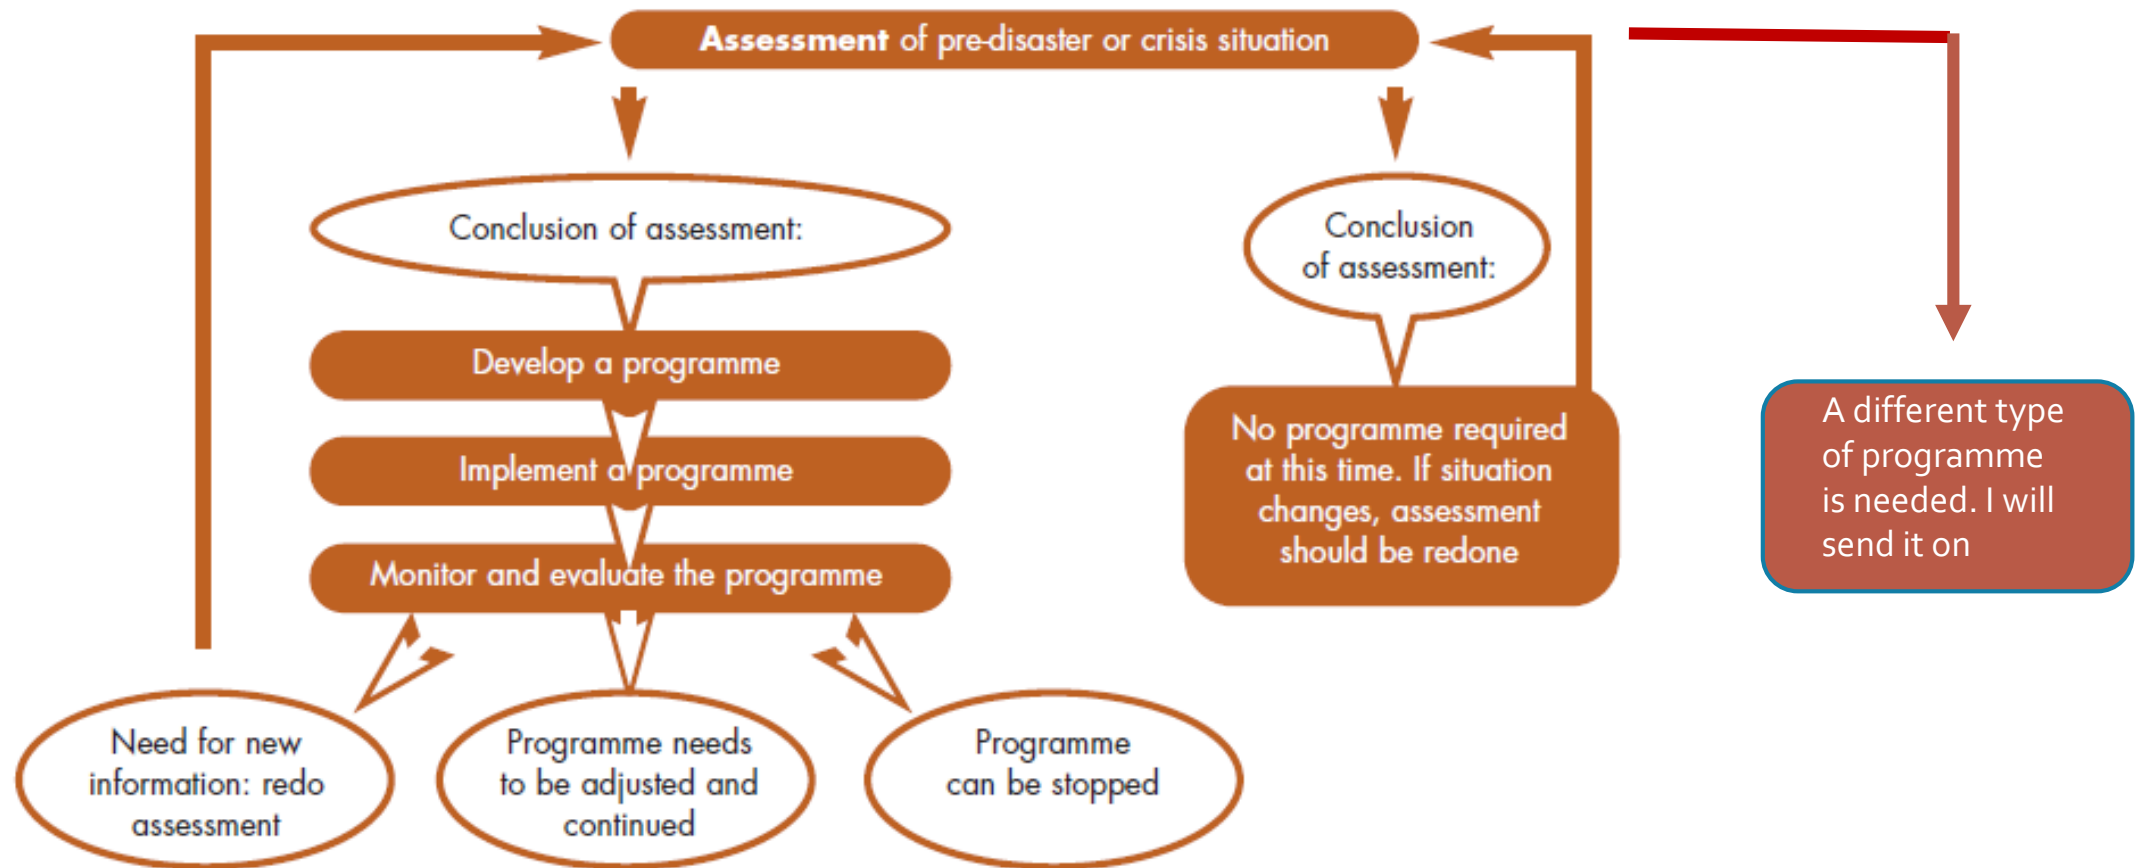 Assessment of pre-disaster or crisis situation
Conclusion of assessment:
Develop a programme
Implement a programme
Monitor and evaluate the programme
Need for new
information: redo
assessment
Programme needs
to be adjusted and
continued
Programme
can be stopped
Conclusion
of assessment:
No programme required
at this time. If situation
changes, assessment
should be redone
A different type
of programme
is needed. I will
send it on